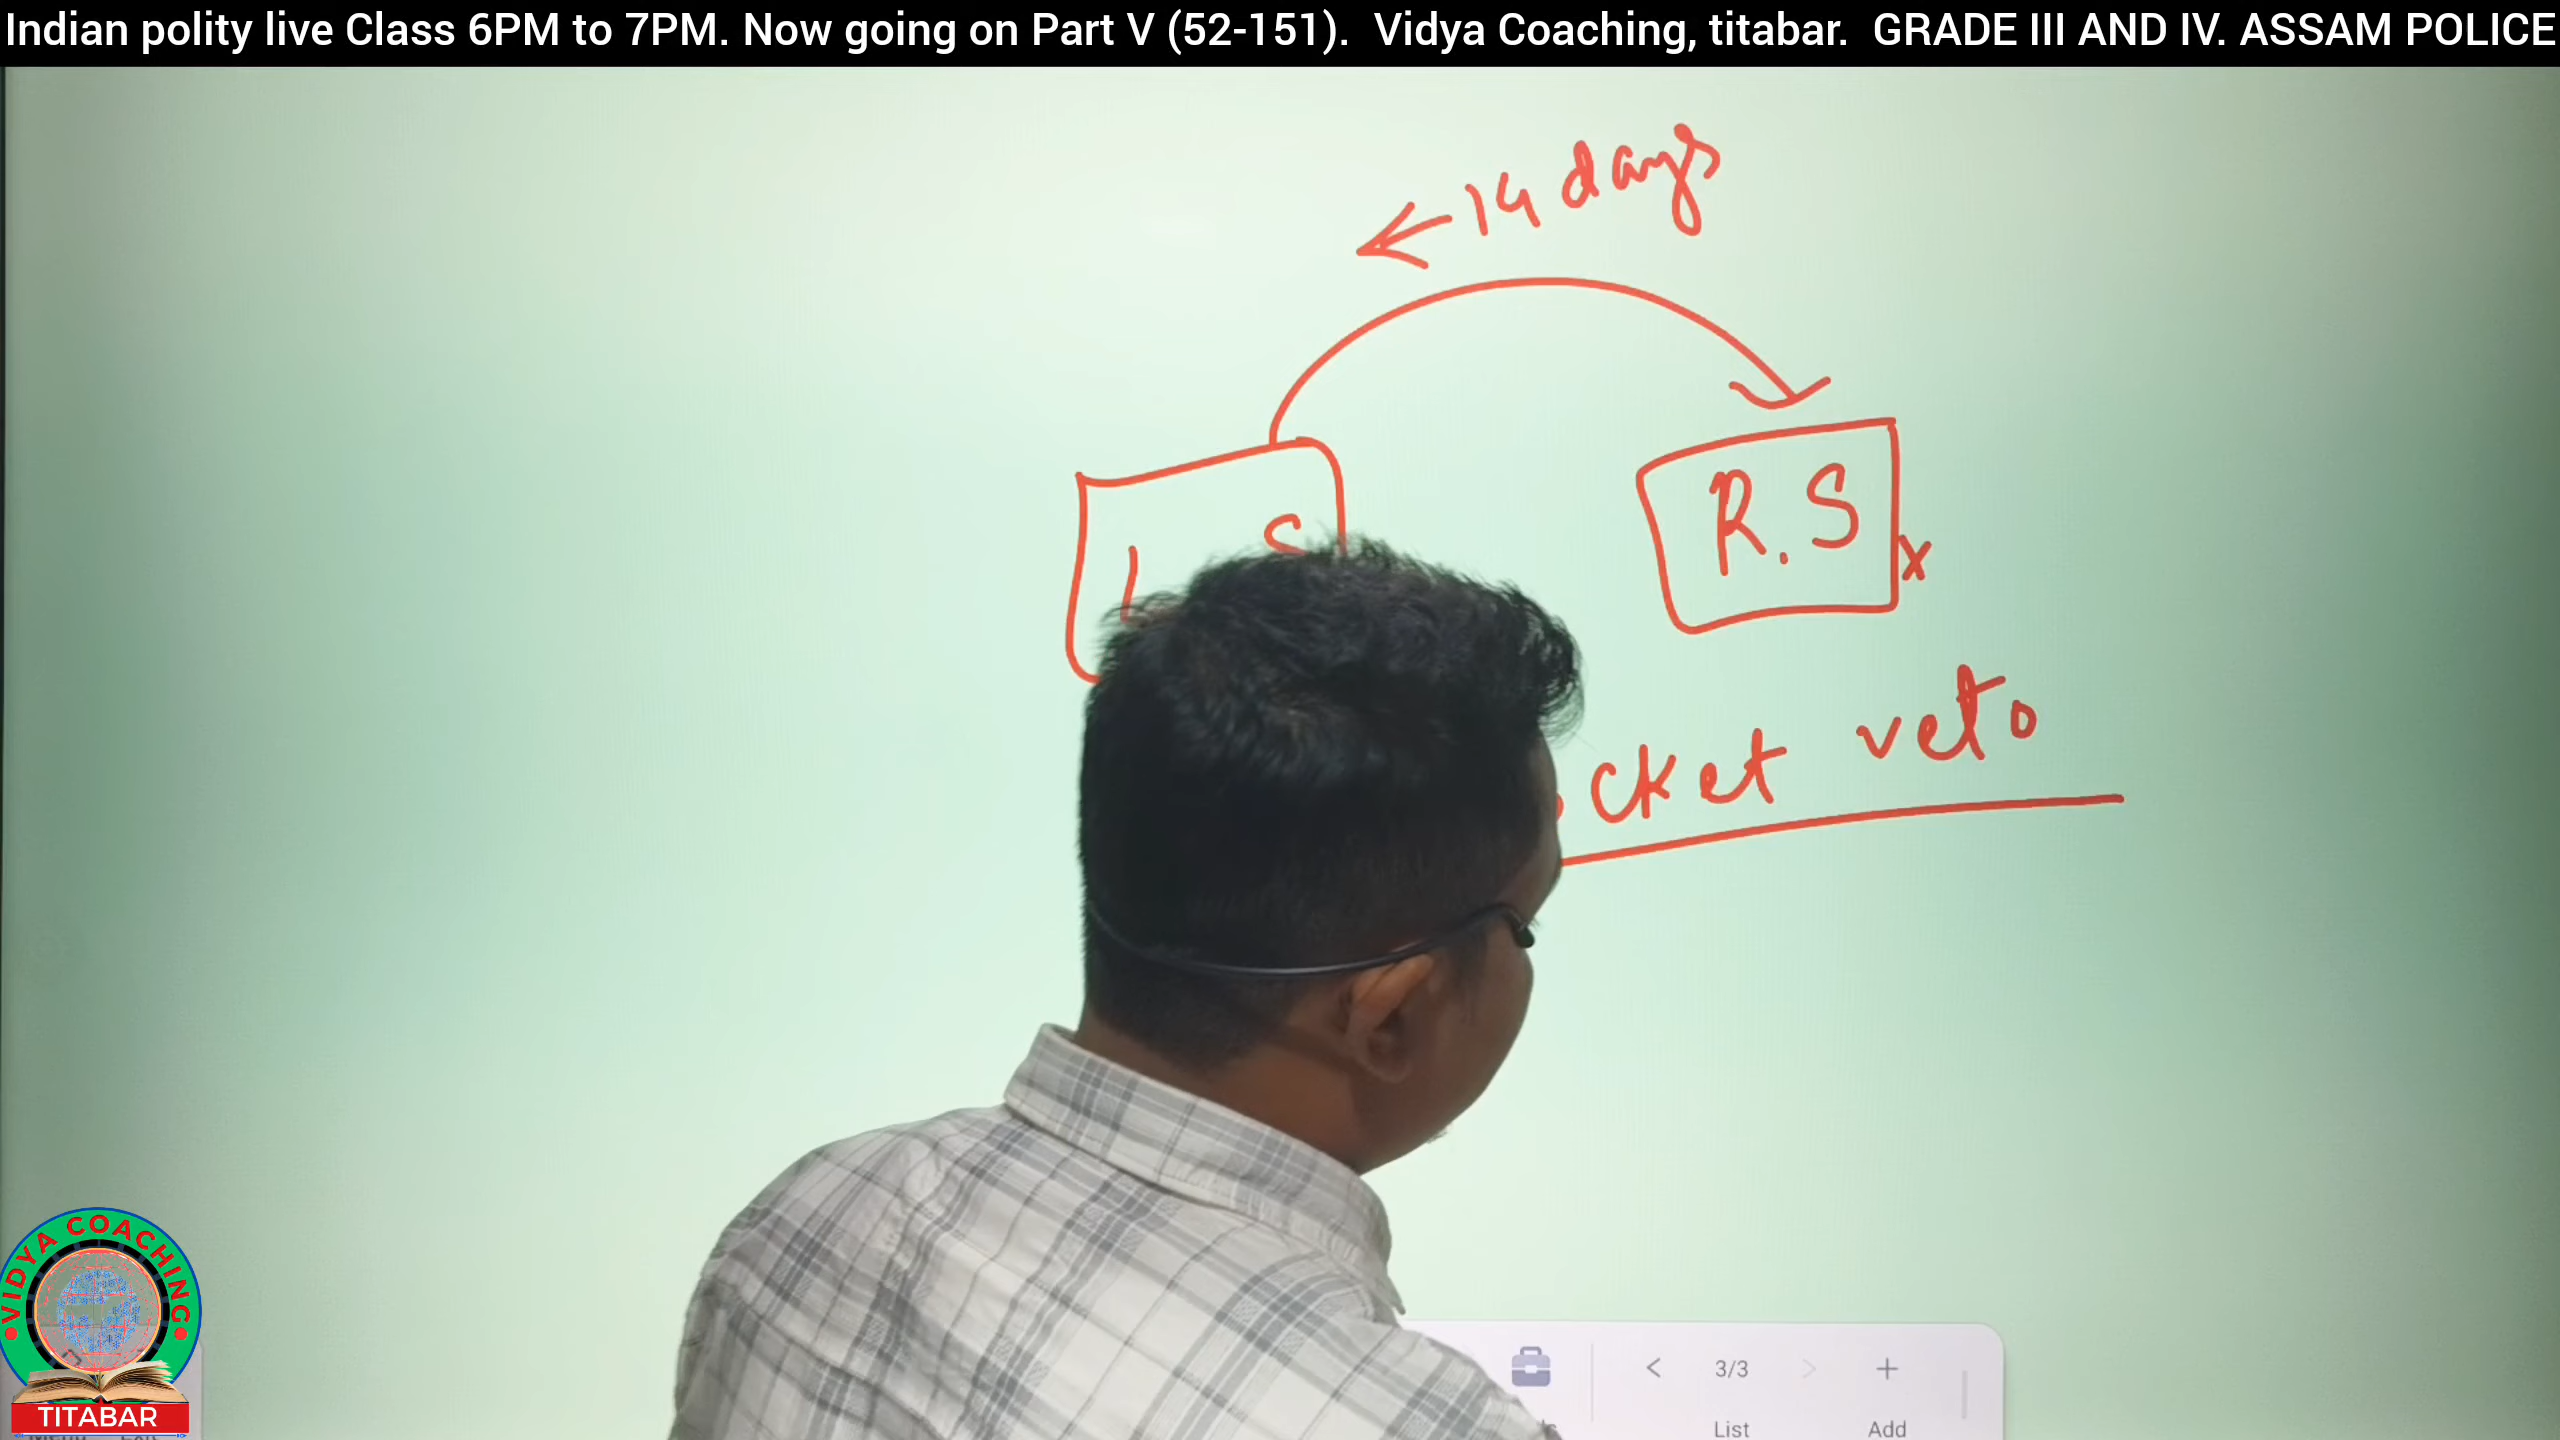 Indian polity live Class 6PM to 7PM. Now going on Part V (52-151). Vidya Coaching, titabar. GRADE III AND IV. ASSAM POLICE
14 days
R.S
x
veto
VIDYA COACHING
TITABAR
3/3
List
Add